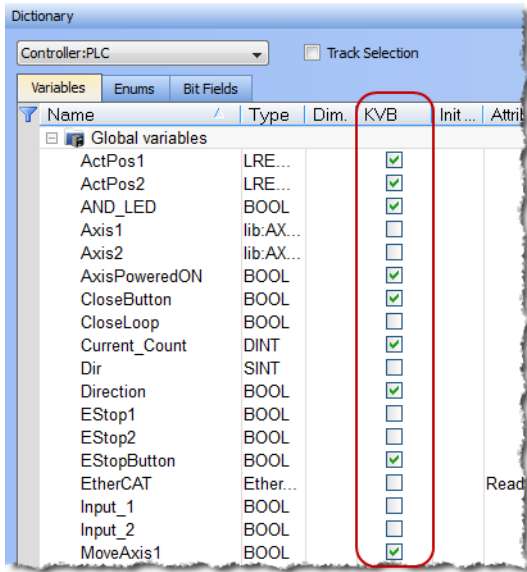 Dictionary
Controller:PLC Track Selection
Variables Enums Bit Fields
Name Type Dim. KVB Init ... Attrib
Global variables
ActPos1 LRE...
ActPos2 LRE...
AND_LED BOOL
Axis1 lib:AX...
Axis2 lib:AX...
AxisPoweredON BOOL
CloseButton BOOL
CloseLoop BOOL
Current_Count DINT
Dir SINT
Direction BOOL
EStop1 BOOL
EStop2 BOOL
EStopButton BOOL
EtherCAT Ether... Read
Input_1 BOOL
Input_2 BOOL
MoveAxis1 BOOL